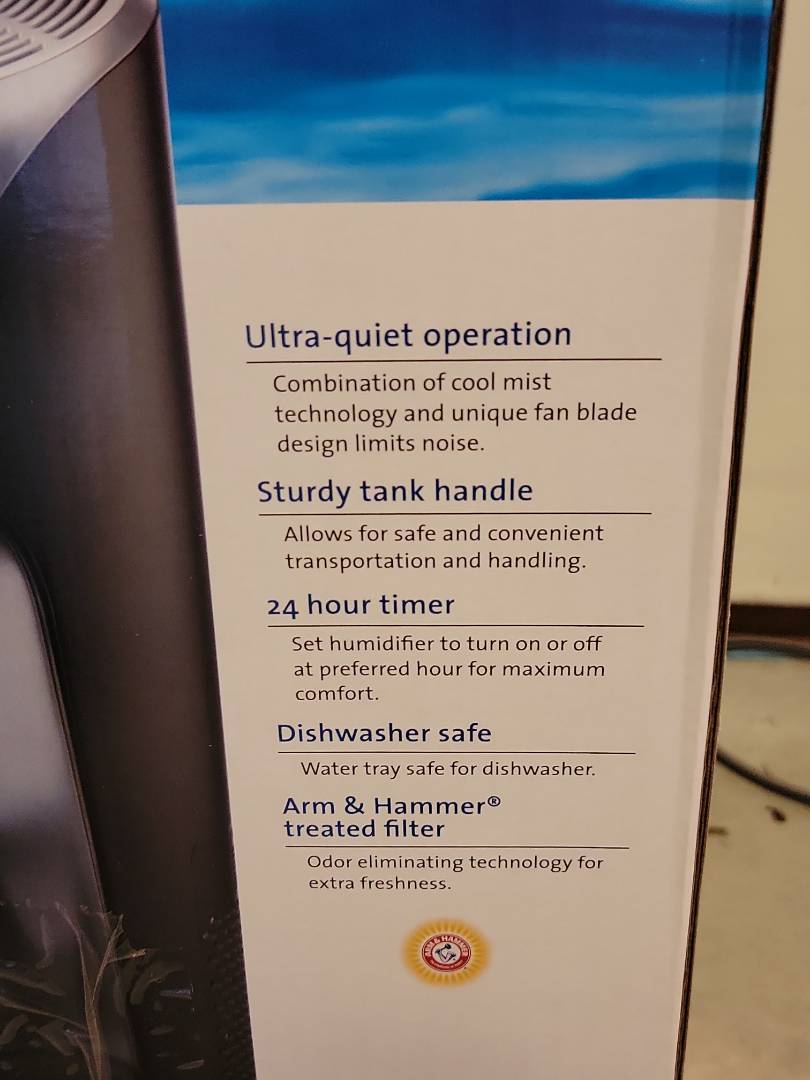 Ultra-quiet operation
Combination of cool mist
technology and unique fan blade
design limits noise.
Sturdy tank handle
Allows for safe and convenient
transportation and handling.
24 hour timer
Set humidifier to turn on or off
at preferred hour for maximum
comfort.
Dishwasher safe
Water tray safe for dishwasher.
Arm & Hammer®
treated filter
Odor eliminating technology for
extra freshness.
ARM & HAMMER